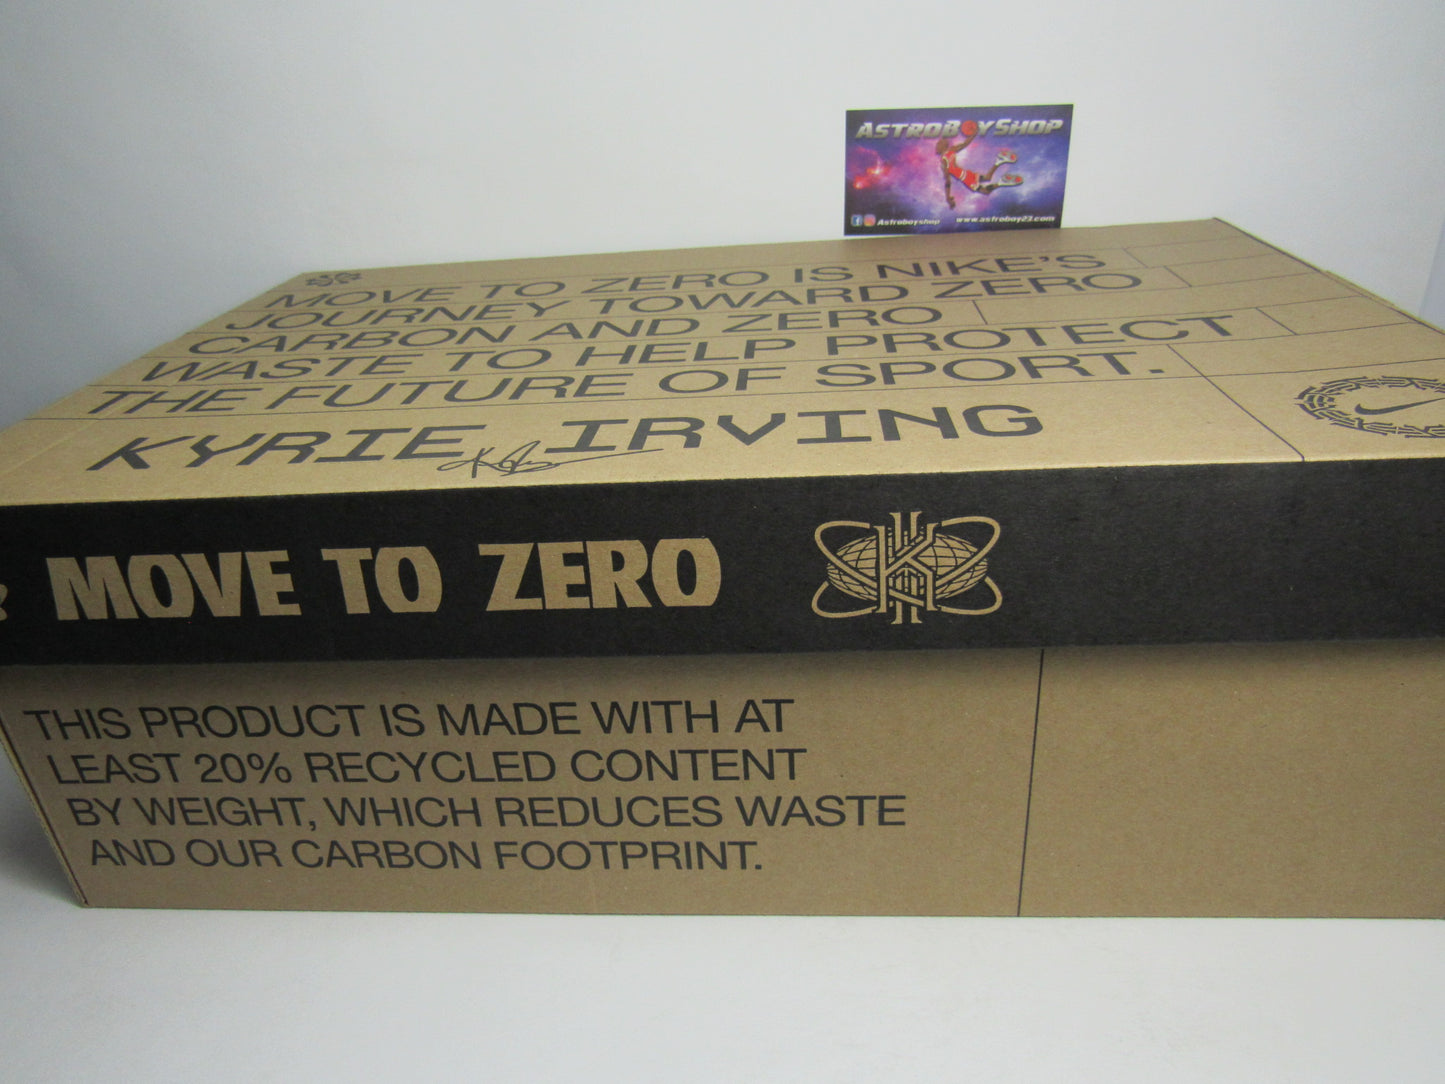 ASTROBOYSHOP
Astroboyshop
www.astroboy23.com
MOVE TO ZERO IS NIKE'S
JOURNEY TOWARD ZERO
CARBON AND ZERO
WASTE TO HELP PROTECT
THE FUTURE OF SPORT.
KYRIE IRVING
MOVE TO ZERO
K
THIS PRODUCT IS MADE WITH AT
LEAST 20% RECYCLED CONTENT
BY WEIGHT, WHICH REDUCES WASTE
AND OUR CARBON FOOTPRINT.